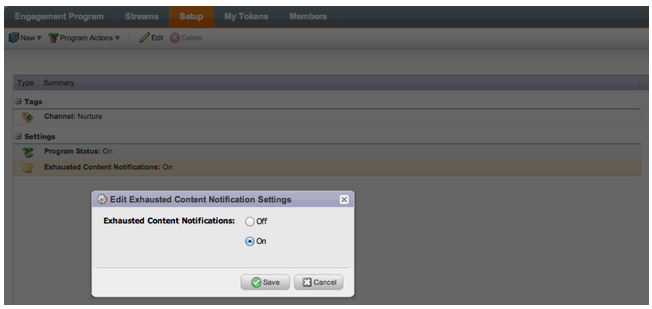 Engagement Program Streams Setup My Tokens Members
New Program Actions Edit Delete
Type Summary
Tags
Channel: Nurture
Settings
Program Status: On
Exhausted Content Notifications: On
Edit Exhausted Content Notification Settings
Exhausted Content Notifications: Off
On
Save Cancel